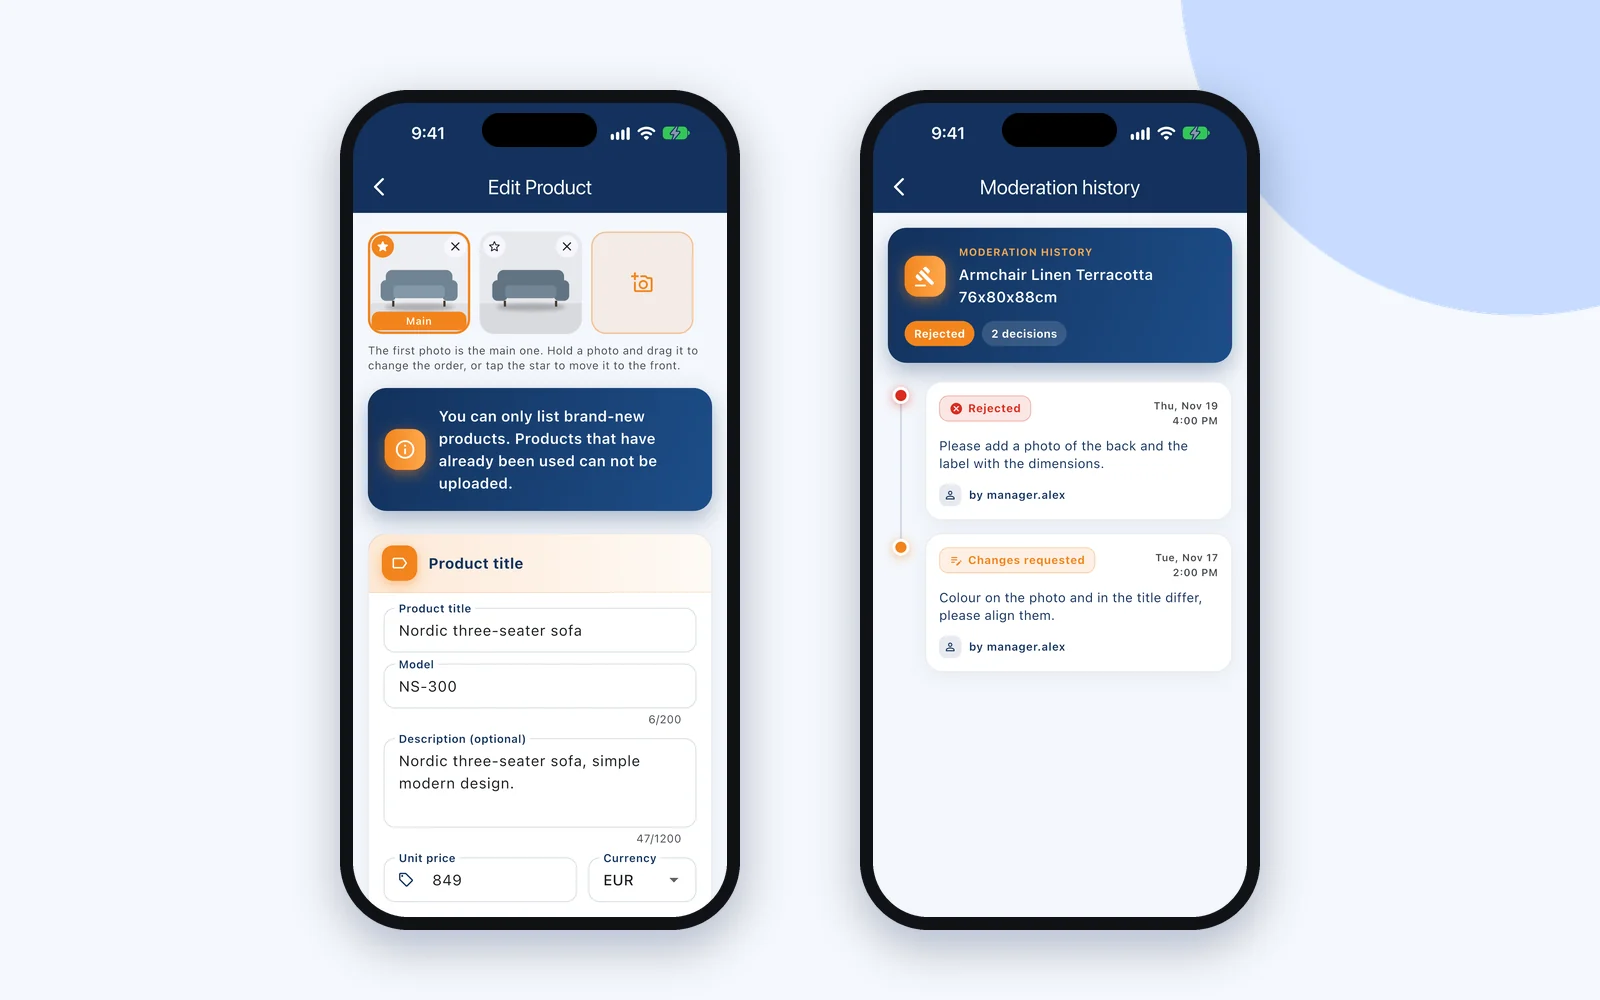 9:41
Edit Product
Main
The first photo is the main one. Hold a photo and drag it to
change the order, or tap the star to move it to the front.
You can only list brand-new
products. Products that have
already been used can not be
uploaded.
Product title
Product title
Nordic three-seater sofa
Model
NS-300
6/200
Description (optional)
Nordic three-seater sofa, simple
modern design.
47/1200
Unit price
849
Currency
EUR
9:41
Moderation history
MODERATION HISTORY
Armchair Linen Terracotta
76x80x88cm
Rejected
2 decisions
Rejected
Thu, Nov 19
4:00 PM
Please add a photo of the back and the
label with the dimensions.
by manager.alex
Changes requested
Tue, Nov 17
2:00 PM
Colour on the photo and in the title differ,
please align them.
by manager.alex